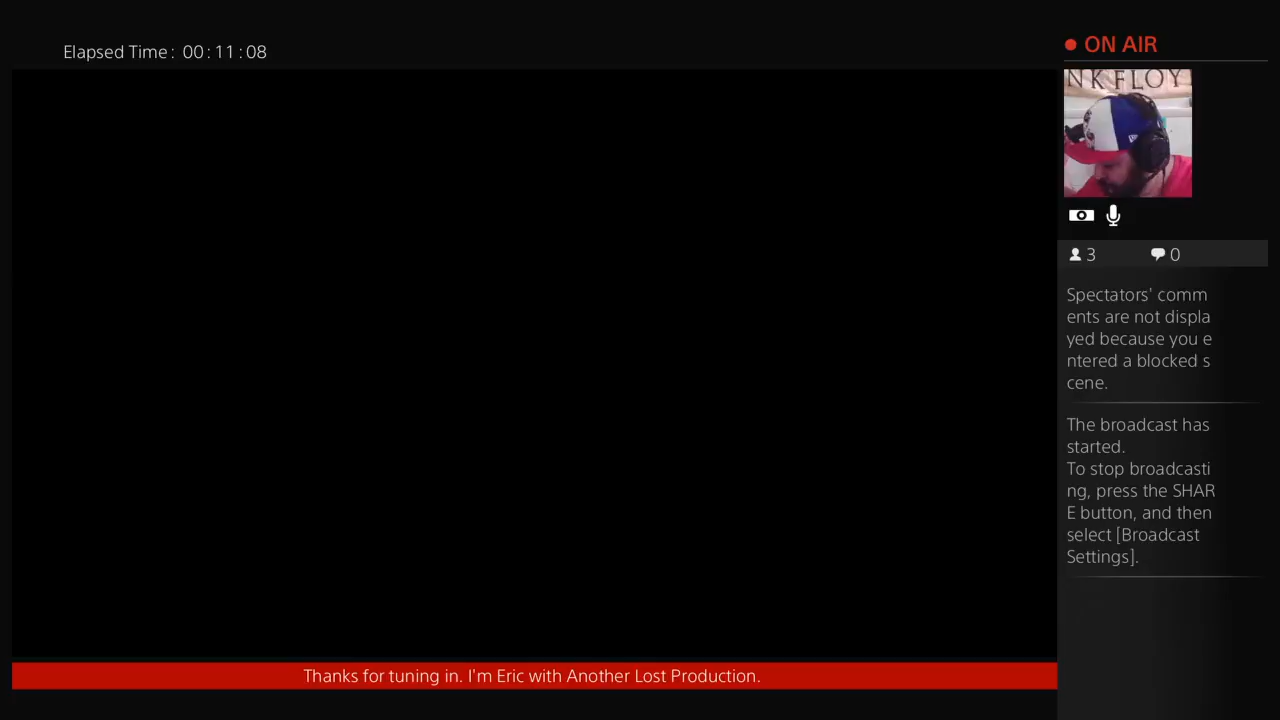 Elapsed Time: 00:11:08
ON AIR
NKFLOY
3
0
Spectators' comm
ents are not displa
yed because you e
ntered a blocked s
cene.
The broadcast has
started.
To stop broadcasti
ng, press the SHAR
E button, and then
select [Broadcast
Settings].
Thanks for tuning in. I'm Eric with Another Lost Production.